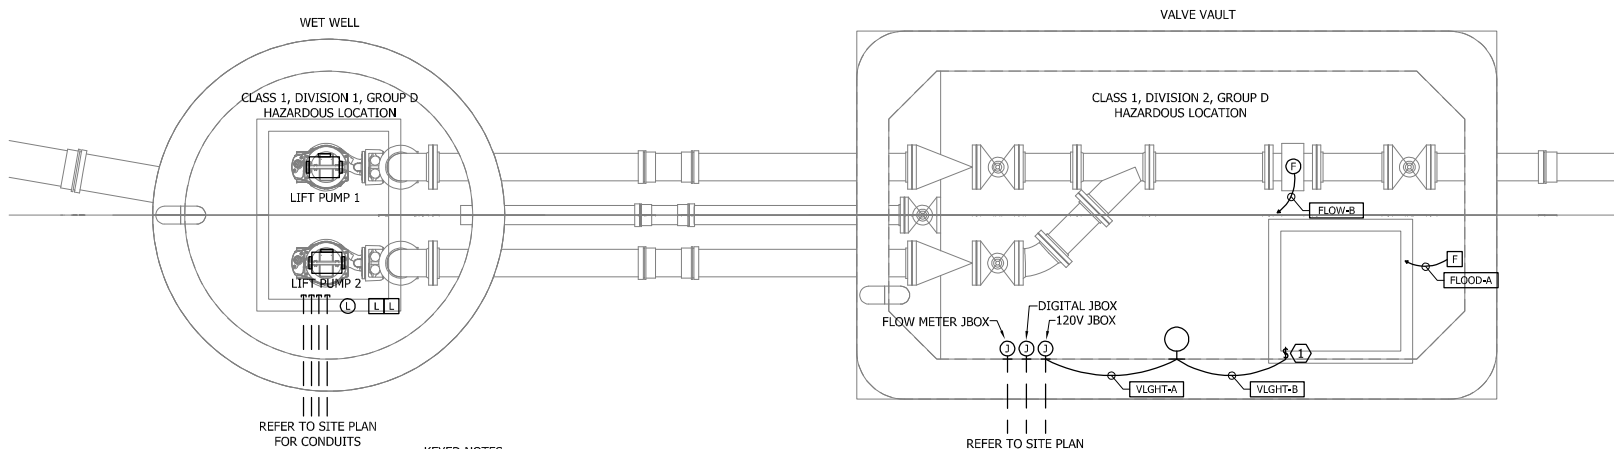 WET WELL
VALVE VAULT
CLASS 1, DIVISION 1, GROUP D
HAZARDOUS LOCATION
CLASS 1, DIVISION 2, GROUP D
HAZARDOUS LOCATION
LIFT PUMP 1
F
FLOW-B
LIFT PUMP 2
F
FLOOD-A
L
L
L
DIGITAL JBOX
FLOW METER JBOX
120V JBOX
J
J
J
$
1
VLGHT-A
VLGHT-B
REFER TO SITE PLAN
FOR CONDUITS
REFER TO SITE PLAN
KEYED NOTES